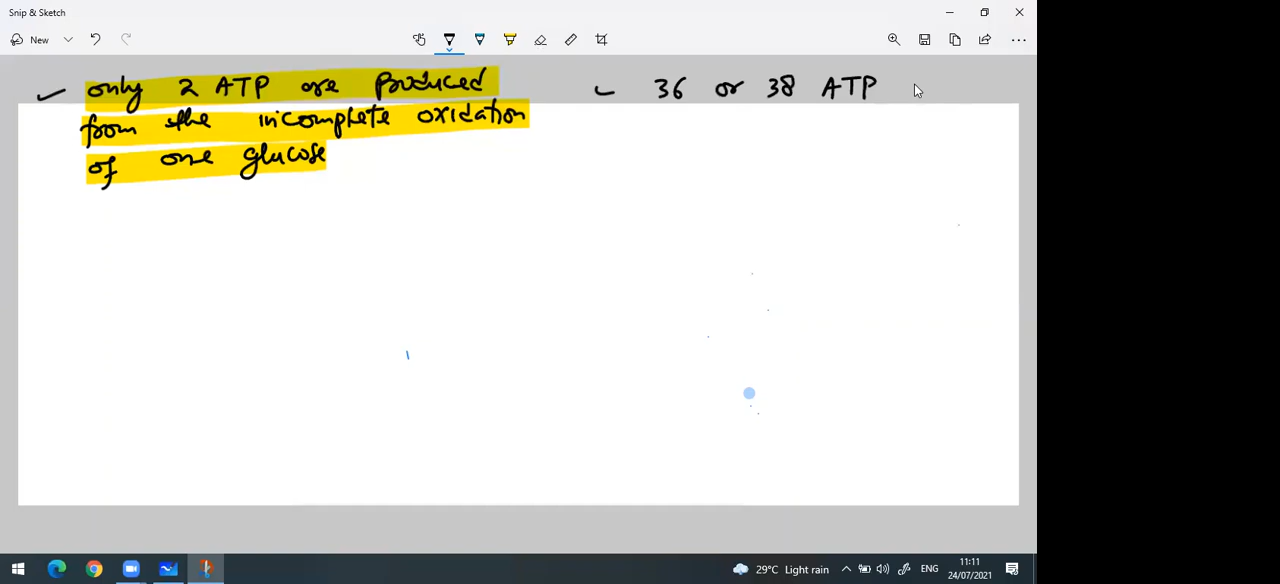 Snip & Sketch
New
only 2 ATP are produced
from the incomplete oxidation
of one glucose
36 or 38 ATP
29°C Light rain
ENG
11:11
24/07/2021